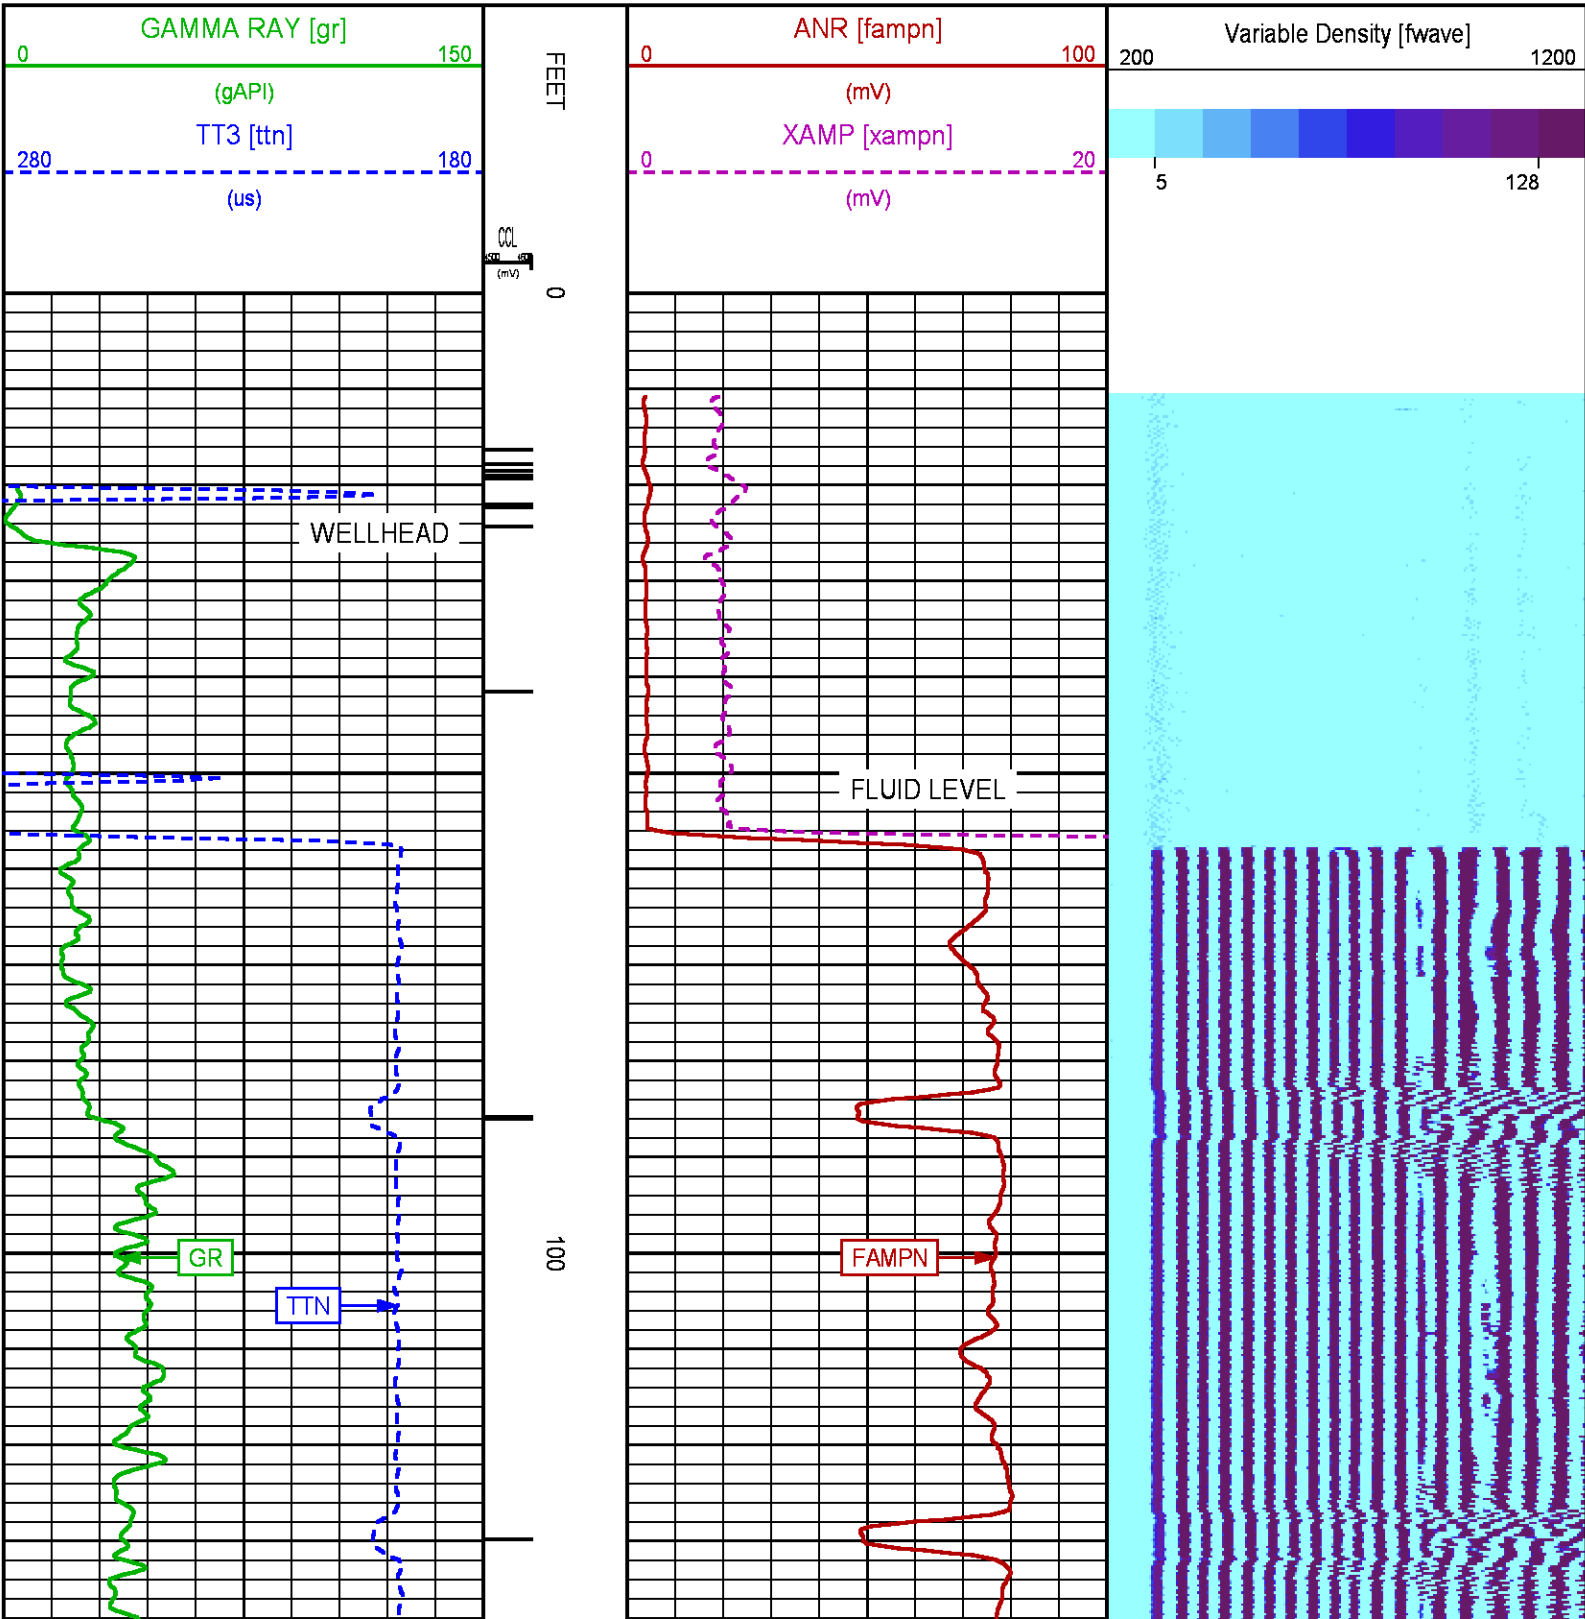 GAMMA RAY [gr]
0 150
(gAPI)
TT3 [ttn]
280 180
(us)
CCL
(mV)
FEET
ANR [fampn]
0 100
(mV)
XAMP [xampn]
0 20
(mV)
Variable Density [fwave]
200 1200
5 128
0
WELLHEAD
FLUID LEVEL
100
GR
FAMPN
TTN